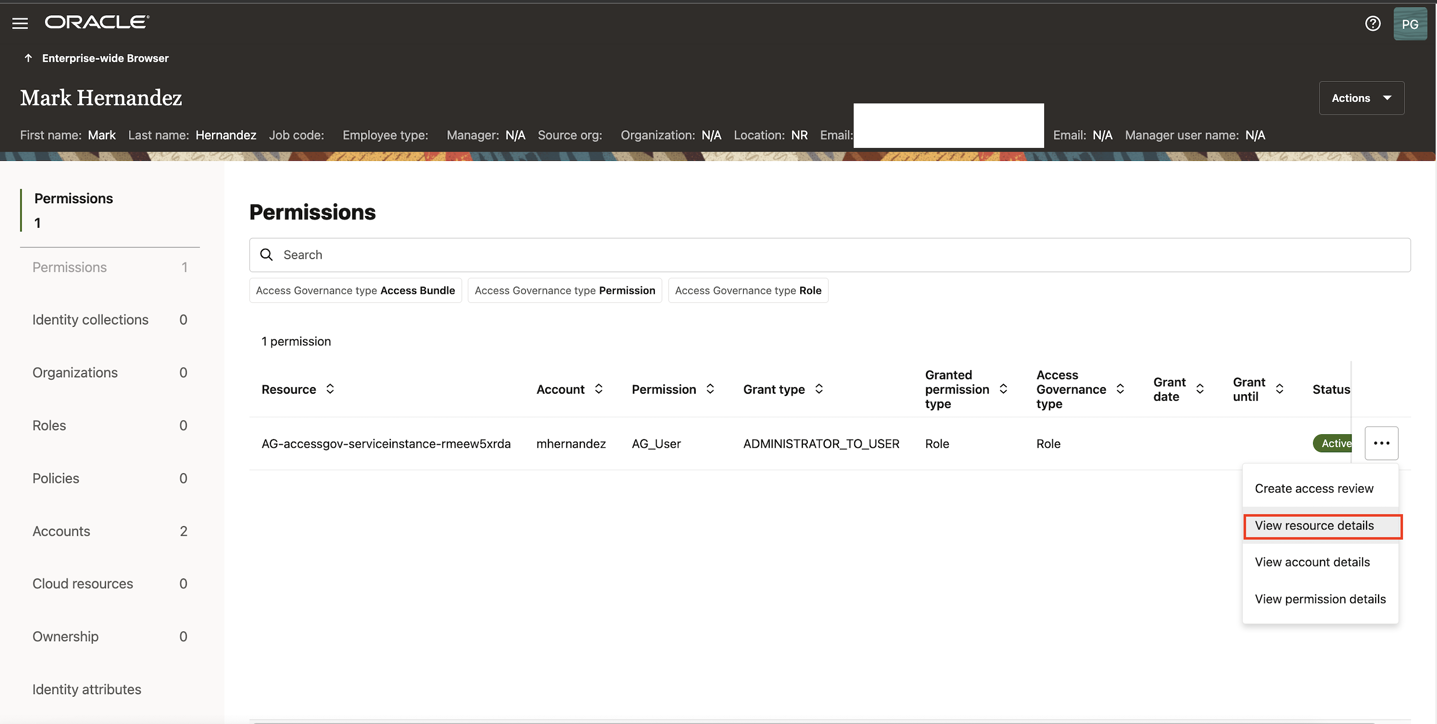 ORACLE
PG
Enterprise-wide Browser
Mark Hernandez
Actions
First name: Mark Last name: Hernandez Job code: Employee type: Manager: N/A Source org: Organization: N/A Location: NR Email: Email: N/A Manager user name: N/A
Permissions
1
Permissions 1
Identity collections 0
Organizations 0
Roles 0
Policies 0
Accounts 2
Cloud resources 0
Ownership 0
Identity attributes
Permissions
Search
Access Governance type Access Bundle Access Governance type Permission Access Governance type Role
1 permission
Resource Account Permission Grant type Granted permission type Access Governance type Grant date Grant until Status
AG-accessgov-serviceinstance-rmeew5xrda mhernandez AG_User ADMINISTRATOR_TO_USER Role Role Active
Create access review
View resource details
View account details
View permission details